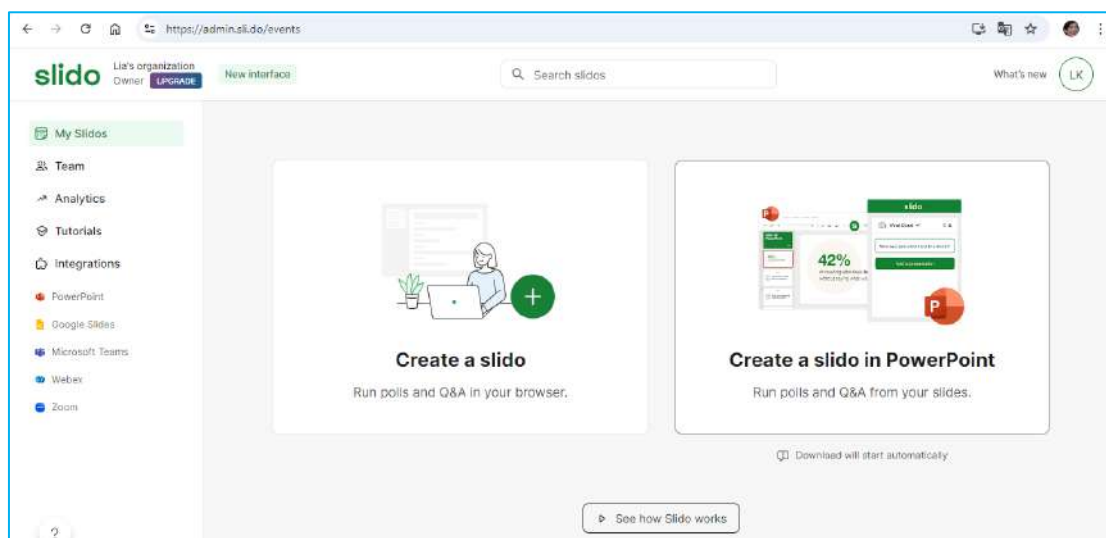 https://admin.sli.do/events
slido
Lia's organization
Owner UPGRADE
New interface
Search slidos
What's new
LK
My Slidos
Team
Analytics
Tutorials
Integrations
PowerPoint
Google Slides
Microsoft Teams
Webex
Zoom
Create a slido
Run polls and Q&A in your browser.
slido
42%
Create a slido in PowerPoint
Run polls and Q&A from your slides.
Download will start automatically
See how Slido works
?